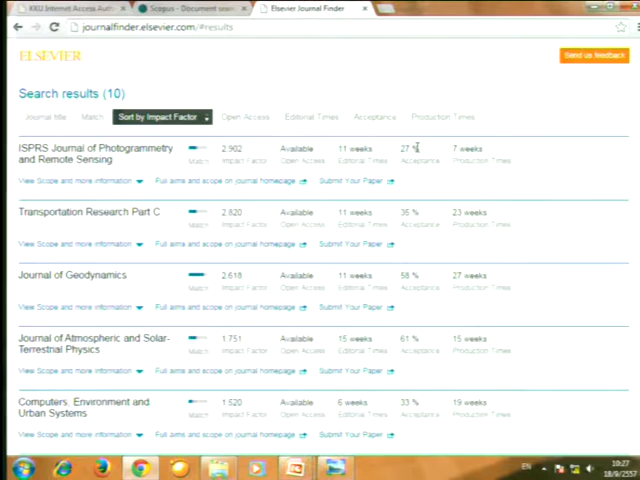 KKU Internet Access Auth
Scopus - Document sear
Elsevier Journal Finder
journalfinder.elsevier.com/#results
ELSEVIER
Send us feedback
Search results (10)
Journal title Match Sort by Impact Factor Open Access Editorial Times Acceptance Production Times
ISPRS Journal of Photogrammetry and Remote Sensing
Match
2.902 Impact Factor
Available Open Access
11 weeks Editorial Times
27 % Acceptance
7 weeks Production Times
View Scope and more information Full aims and scope on journal homepage Submit Your Paper
Transportation Research Part C
Match
2.820 Impact Factor
Available Open Access
11 weeks Editorial Times
35 % Acceptance
23 weeks Production Times
View Scope and more information Full aims and scope on journal homepage Submit Your Paper
Journal of Geodynamics
Match
2.618 Impact Factor
Available Open Access
11 weeks Editorial Times
58 % Acceptance
27 weeks Production Times
View Scope and more information Full aims and scope on journal homepage Submit Your Paper
Journal of Atmospheric and Solar-Terrestrial Physics
Match
1.751 Impact Factor
Available Open Access
15 weeks Editorial Times
61 % Acceptance
15 weeks Production Times
View Scope and more information Full aims and scope on journal homepage Submit Your Paper
Computers, Environment and Urban Systems
Match
1.520 Impact Factor
Available Open Access
6 weeks Editorial Times
33 % Acceptance
19 weeks Production Times
View Scope and more information Full aims and scope on journal homepage Submit Your Paper
EN
10:27
18/9/2557